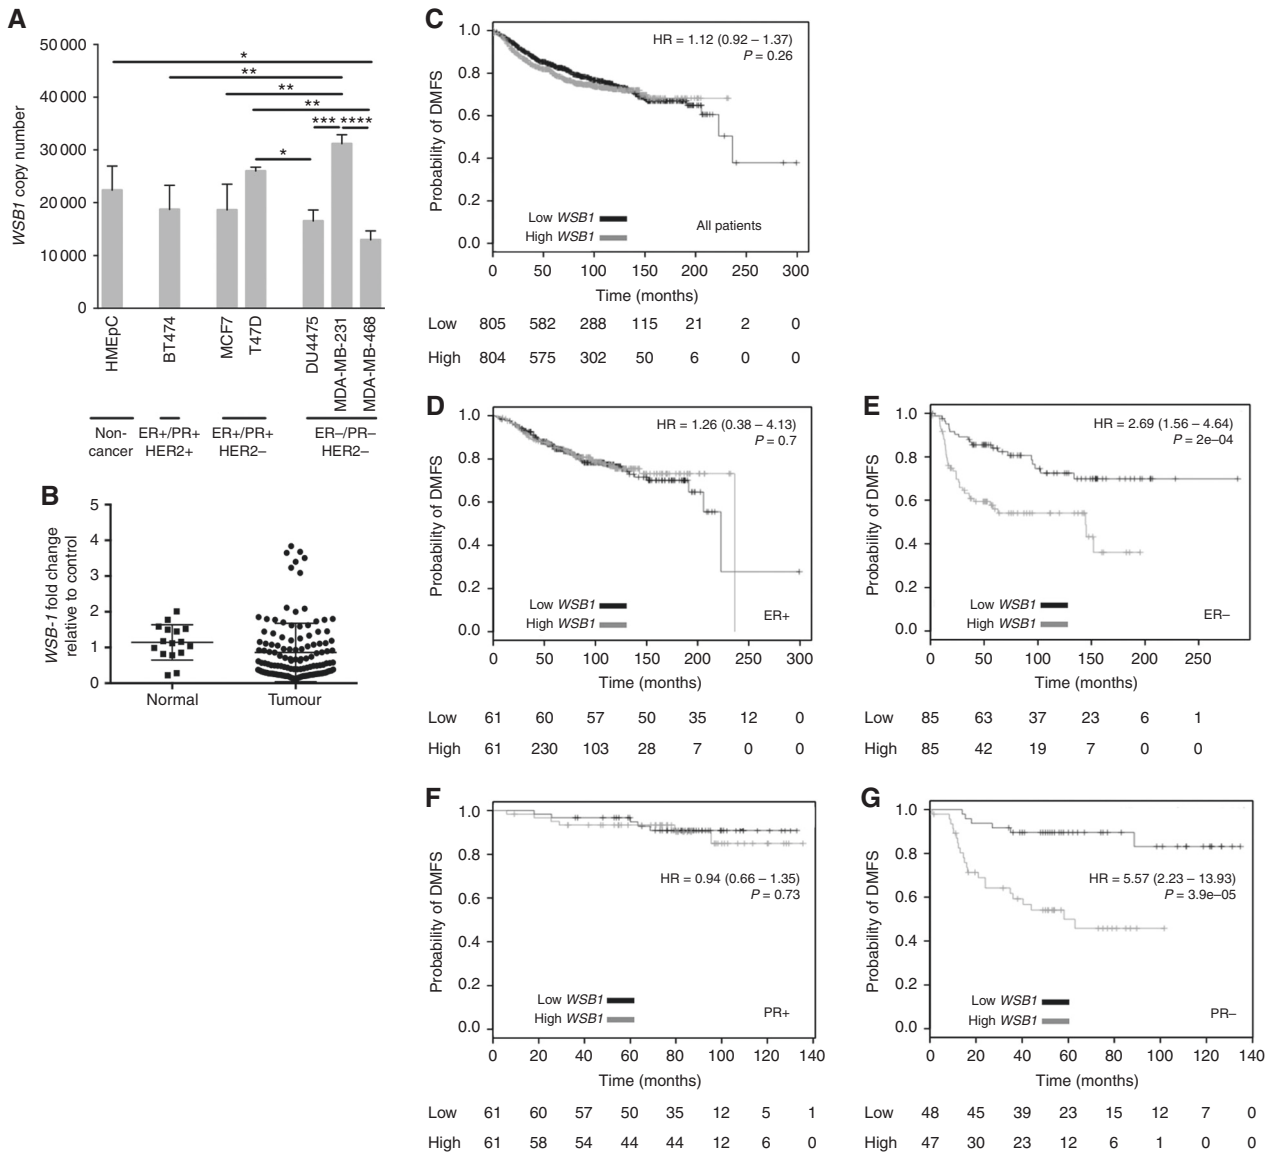 A
50 000
40 000
30 000
20 000
10 000
0
WSB1 copy number
*
**
**
**
*** ****
*
HMEpC
BT474
MCF7
T47D
DU4475
MDA-MB-231
MDA-MB-468
Non-
cancer
ER+/PR+
HER2+
ER+/PR+
HER2–
ER–/PR–
HER2–
B
5
4
3
2
1
0
WSB-1 fold change
relative to control
Normal
Tumour
C
1.0
0.8
0.6
0.4
0.2
0.0
Probability of DMFS
HR = 1.12 (0.92 – 1.37)
P = 0.26
Low WSB1
High WSB1
All patients
0 50 100 150 200 250 300
Time (months)
Low 805 582 288 115 21 2 0
High 804 575 302 50 6 0 0
D
1.0
0.8
0.6
0.4
0.2
0.0
Probability of DMFS
HR = 1.26 (0.38 – 4.13)
P = 0.7
Low WSB1
High WSB1
ER+
0 50 100 150 200 250 300
Time (months)
Low 61 60 57 50 35 12 0
High 61 230 103 28 7 0 0
E
1.0
0.8
0.6
0.4
0.2
0.0
Probability of DMFS
HR = 2.69 (1.56 – 4.64)
P = 2e–04
Low WSB1
High WSB1
ER–
0 50 100 150 200 250
Time (months)
Low 85 63 37 23 6 1
High 85 42 19 7 0 0
F
1.0
0.8
0.6
0.4
0.2
0.0
Probability of DMFS
HR = 0.94 (0.66 – 1.35)
P = 0.73
Low WSB1
High WSB1
PR+
0 20 40 60 80 100 120 140
Time (months)
Low 61 60 57 50 35 12 5 1
High 61 58 54 44 44 12 6 0
G
1.0
0.8
0.6
0.4
0.2
0.0
Probability of DMFS
HR = 5.57 (2.23 – 13.93)
P = 3.9e–05
Low WSB1
High WSB1
PR–
0 20 40 60 80 100 120 140
Time (months)
Low 48 45 39 23 15 12 7 0
High 47 30 23 12 6 1 0 0